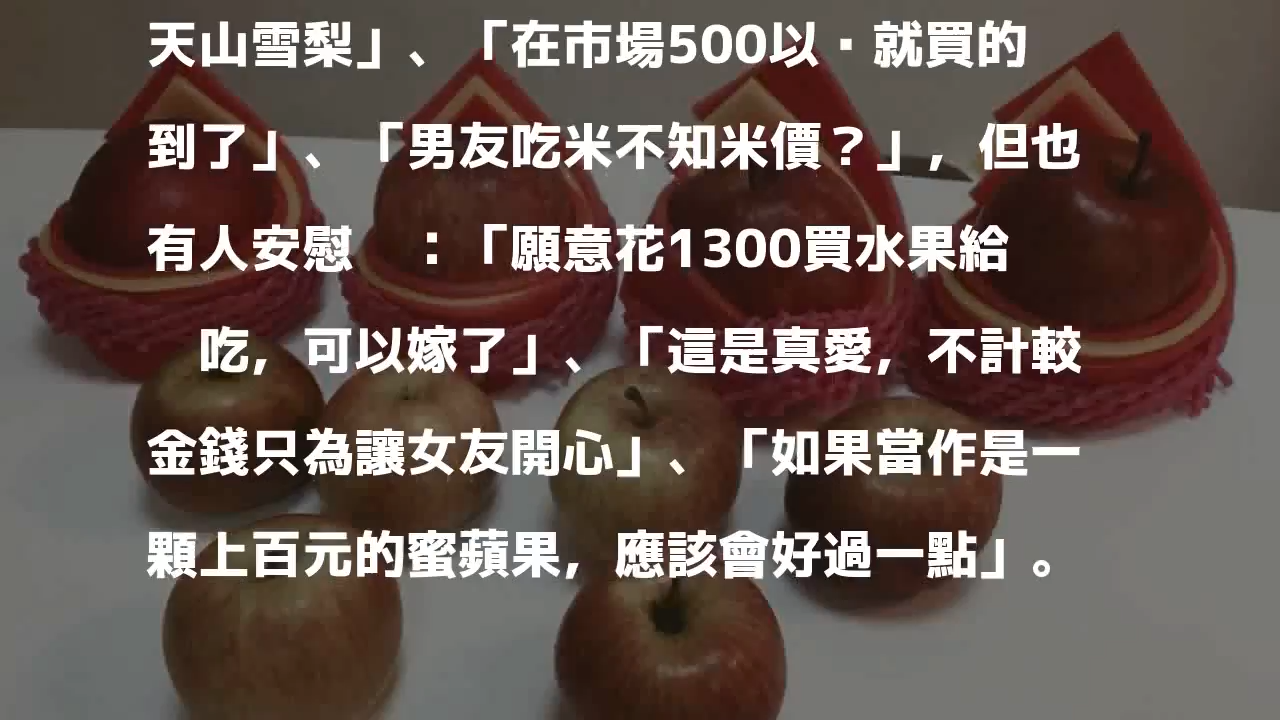 天山雪梨」、「在市場500以▪就買的
到了」、「男友吃米不知米價？」，但也
有人安慰　：「願意花1300買水果給
吃，可以嫁了」、「這是真愛，不計較
金錢只為讓女友開心」、「如果當作是一
顆上百元的蜜蘋果，應該會好過一點」。